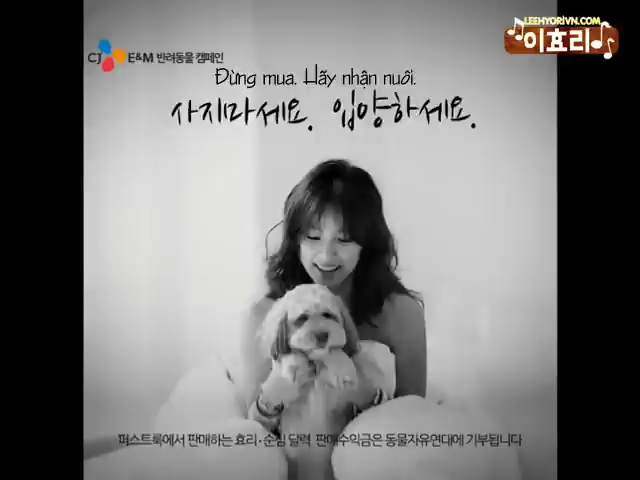 LEEHYORIVN.COM
이효리
CJ E&M 반려동물 캠페인
Đừng mua. Hãy nhận nuôi.
사지마세요. 입양하세요.
퍼스트룩에서 판매하는 효리·순심 달력 판매수익금은 동물자유연대에 기부됩니다